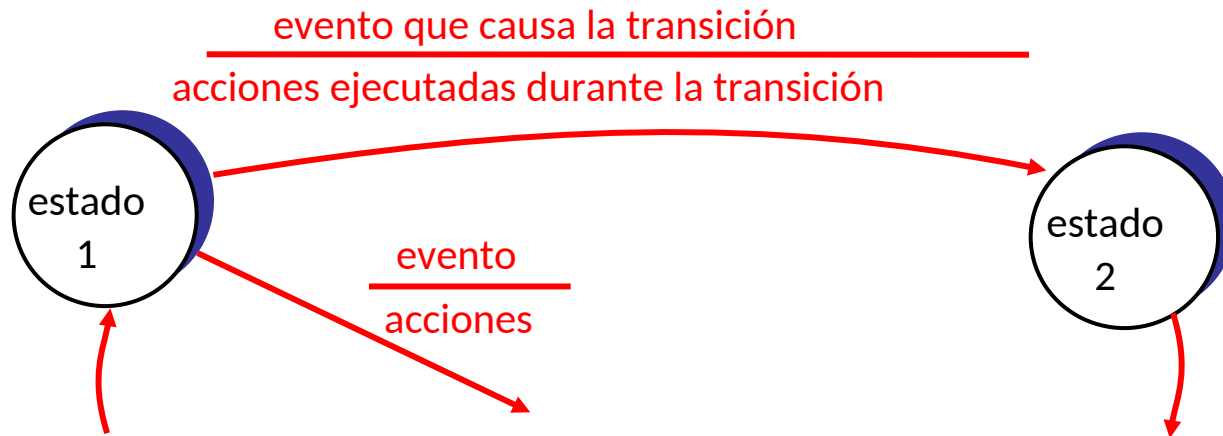 evento que causa la transición
acciones ejecutadas durante la transición
estado
1
evento
acciones
estado
2